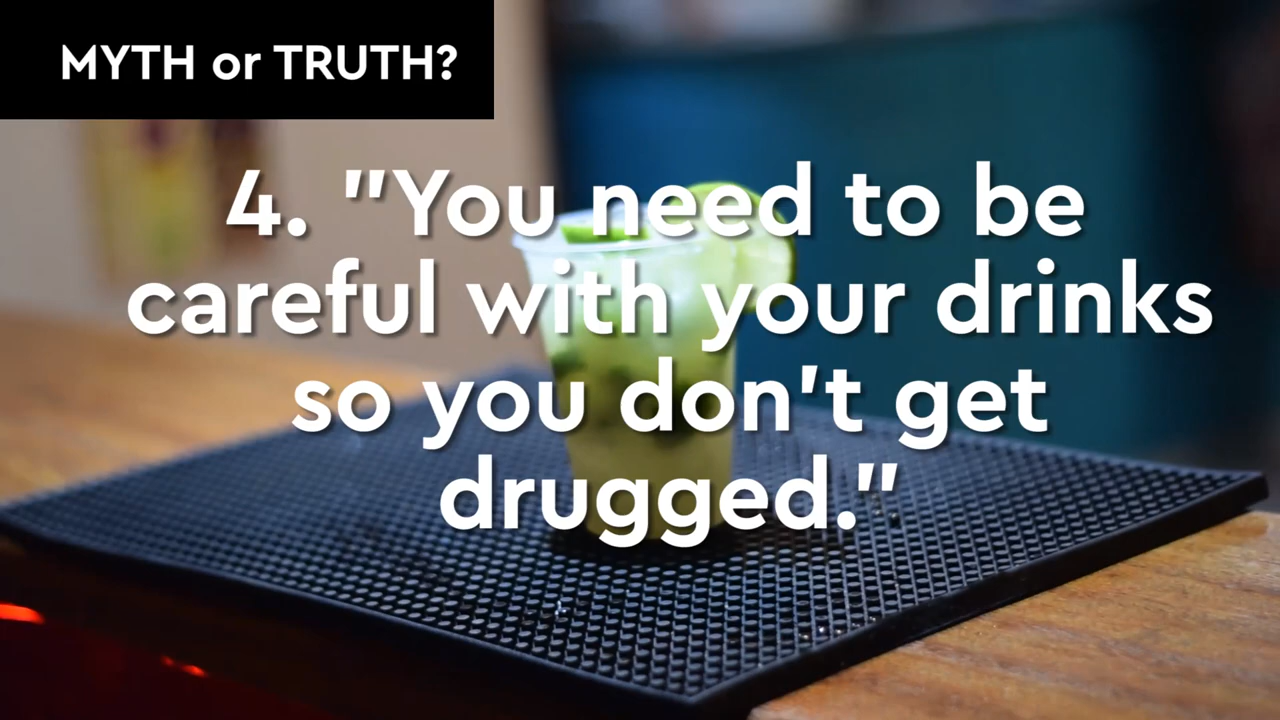 MYTH or TRUTH?
4. "You need to be
careful with your drinks
so you don't get
drugged."